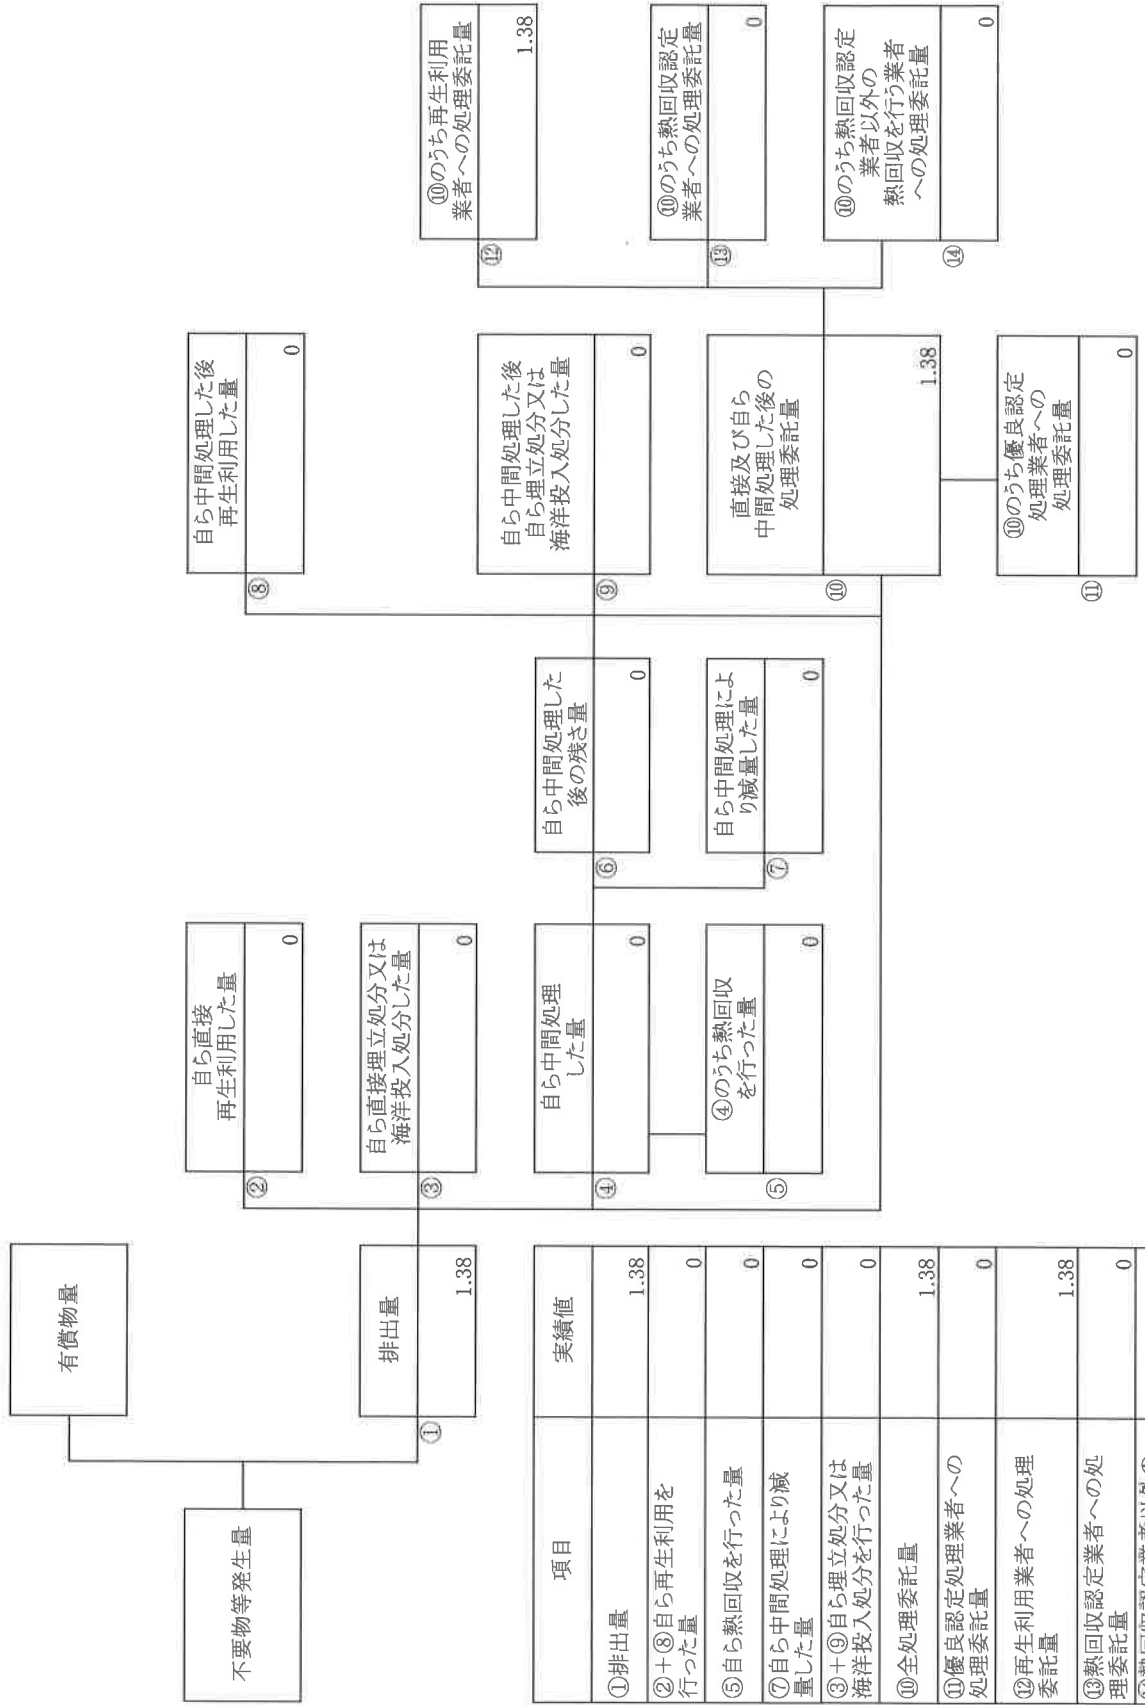 不要物等発生量
有償物量
①
排出量
1.38
②
自ら直接
再生利用した量
0
③
自ら直接埋立処分又は
海洋投入処分した量
0
④
自ら中間処理
した量
0
⑤
④のうち熱回収
を行った量
0
⑥
自ら中間処理した
後の残さ量
0
⑦
自ら中間処理によ
り減量した量
0
⑧
自ら中間処理した後
再生利用した量
0
⑨
自ら中間処理した後
自ら埋立処分又は
海洋投入処分した量
0
⑩
直接及び自ら
中間処理した後の
処理委託量
1.38
⑪
⑩のうち優良認定
処理業者への
処理委託量
0
⑫
⑩のうち再生利用
業者への処理委託量
1.38
⑬
⑩のうち熱回収認定
業者への処理委託量
0
⑭
⑩のうち熱回収認定
業者以外の
熱回収を行う業者
への処理委託量
0
項目
実績値
①排出量
1.38
②＋⑧自ら再生利用を
行った量
0
⑤自ら熱回収を行った量
0
⑦自ら中間処理により減
量した量
0
③＋⑨自ら埋立処分又は
海洋投入処分を行った量
0
⑩全処理委託量
1.38
⑪優良認定処理業者への
処理委託量
0
⑫再生利用業者への処理
委託量
1.38
⑬熱回収認定業者への処
理委託量
0